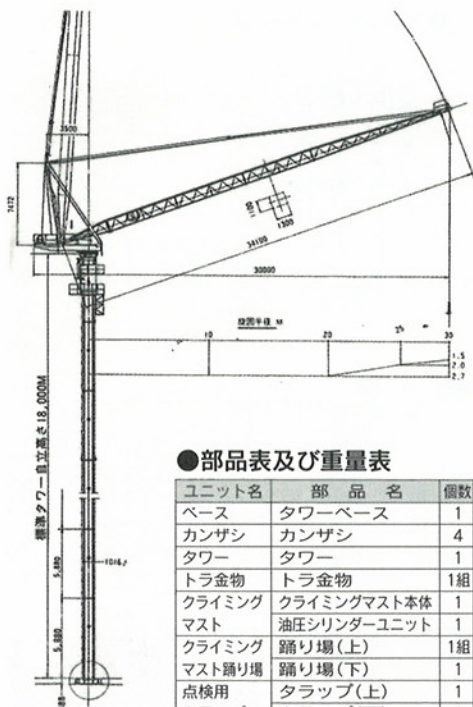 3500
7472
1100
1300
34100
30000
旋回半径 M
10
20
25
30
1.5
2.0
2.7
標準タワー自立高さ18,000M
5,880
1016
5,880
●部品表及び重量表
ユニット名 部品名 個数
ベース タワーベース 1
カンザシ カンザシ 4
タワー タワー 1
トラ金物 トラ金物 1組
クライミング クライミングマスト本体 1
マスト 油圧シリンダーユニット 1
クライミング 踊り場(上) 1組
マスト踊り場 踊り場(下) 1
点検用 タラップ(上) 1